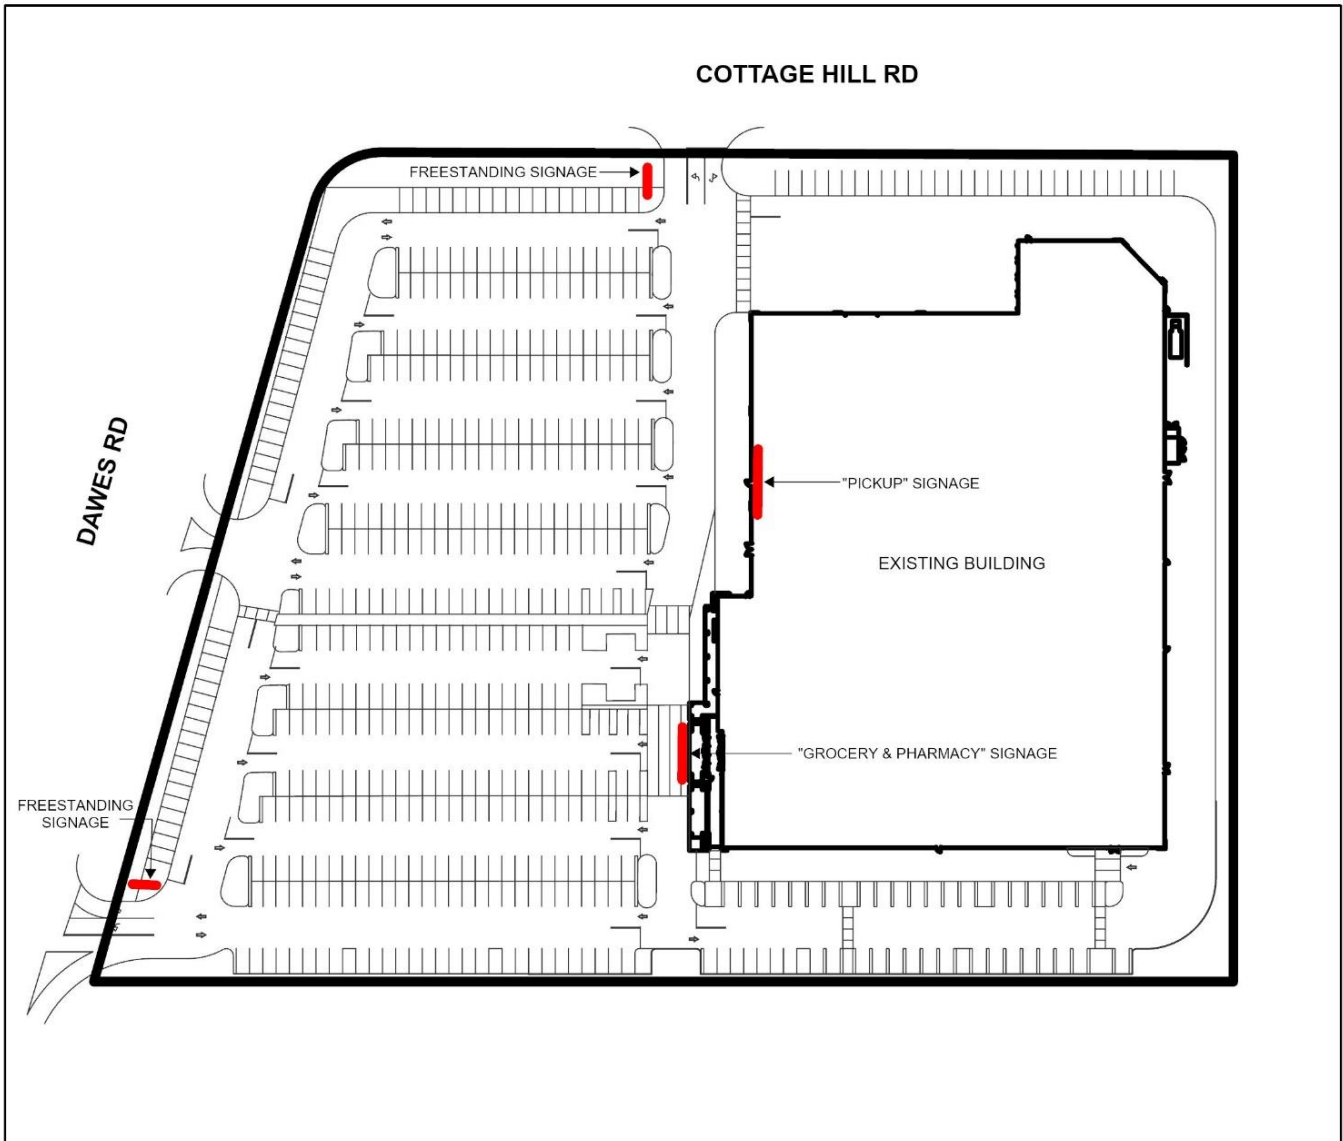 COTTAGE HILL RD
FREESTANDING SIGNAGE
DAWES RD
"PICKUP" SIGNAGE
EXISTING BUILDING
"GROCERY & PHARMACY" SIGNAGE
FREESTANDING
SIGNAGE